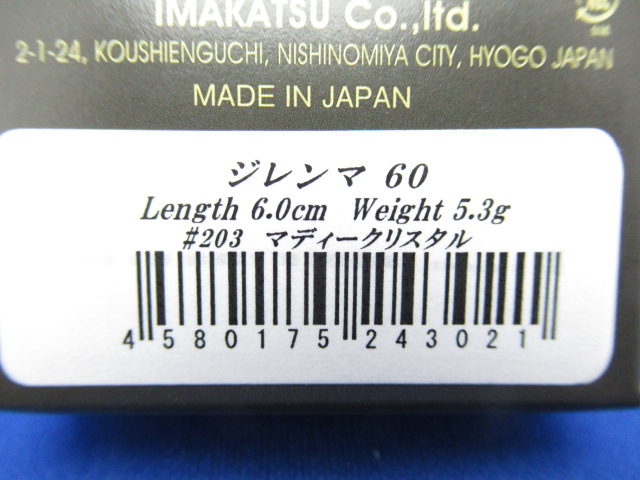 IMAKATSU Co.,ltd.
2-1-24, KOUSHIENGUCHI, NISHINOMIYA CITY, HYOGO JAPAN
MADE IN JAPAN
ジレンマ 60
Length 6.0cm Weight 5.3g
#203 マディークリスタル
4 580175 243021